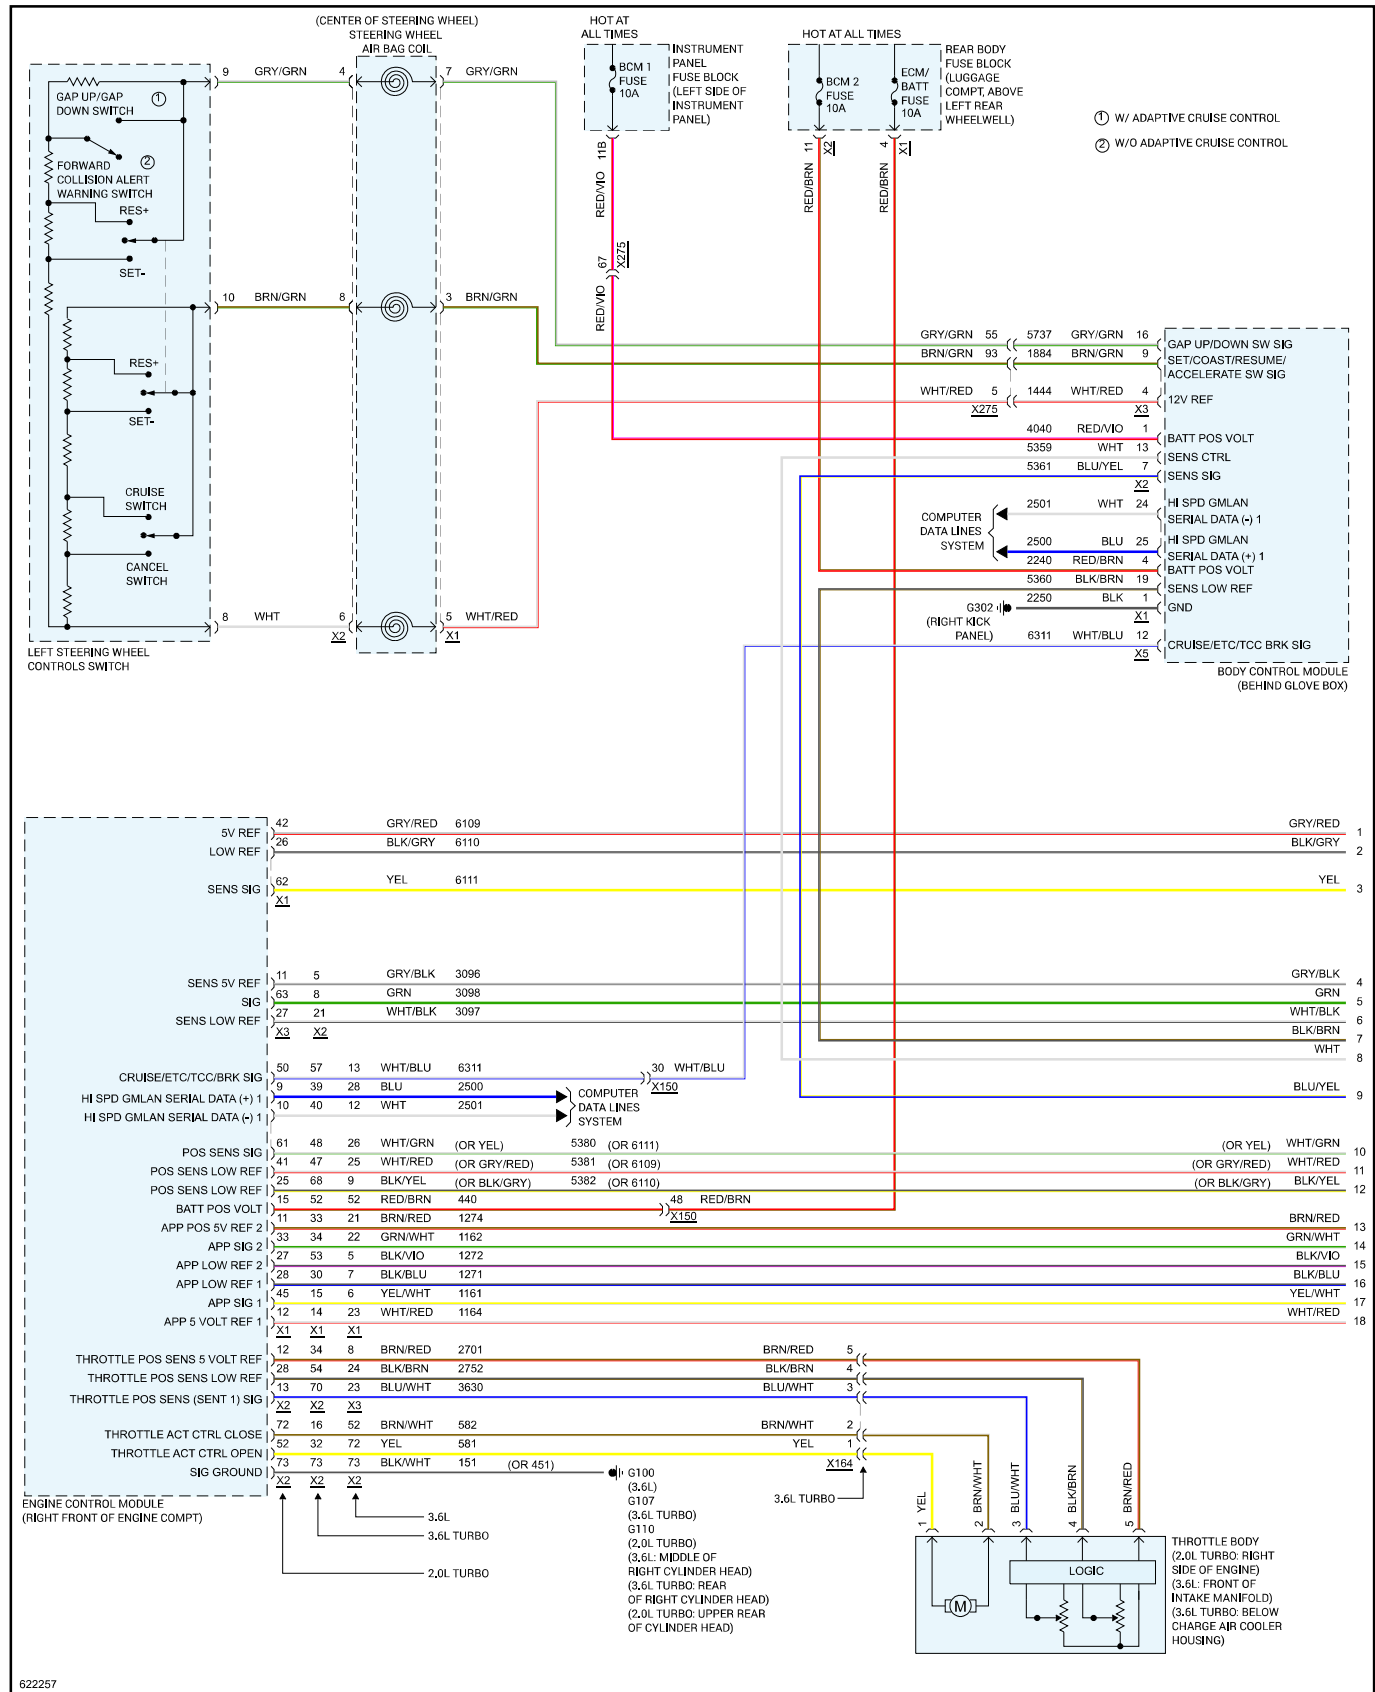 (CENTER OF STEERING WHEEL)
STEERING WHEEL
AIR BAG COIL
HOT AT
ALL TIMES
INSTRUMENT
PANEL
FUSE BLOCK
(LEFT SIDE OF
INSTRUMENT
PANEL)
BCM 1
FUSE
10A
HOT AT ALL TIMES
BCM 2
FUSE
10A
ECM/
BATT
FUSE
10A
REAR BODY
FUSE BLOCK
(LUGGAGE
COMPT, ABOVE
LEFT REAR
WHEELWELL)
1 W/ ADAPTIVE CRUISE CONTROL
2 W/O ADAPTIVE CRUISE CONTROL
9 GRY/GRN 4
7 GRY/GRN
GAP UP/GAP
DOWN SWITCH
1
2
FORWARD
COLLISION ALERT
WARNING SWITCH
RES+
SET-
10 BRN/GRN 8
3 BRN/GRN
RES+
SET-
CRUISE
SWITCH
CANCEL
SWITCH
8 WHT 6
X2
5 WHT/RED
X1
LEFT STEERING WHEEL
CONTROLS SWITCH
11B
RED/VIO
67
X275
RED/VIO
11
X2
RED/BRN
4
X1
RED/BRN
GRY/GRN 55 5737 GRY/GRN 16 GAP UP/DOWN SW SIG
BRN/GRN 93 1884 BRN/GRN 9 SET/COAST/RESUME/
ACCELERATE SW SIG
WHT/RED 5 1444 WHT/RED 4 12V REF
X275 X3
4040 RED/VIO 1 BATT POS VOLT
5359 WHT 13 SENS CTRL
5361 BLU/YEL 7 SENS SIG
X2
COMPUTER
DATA LINES
SYSTEM
2501 WHT 24 HI SPD GMLAN
SERIAL DATA (-) 1
2500 BLU 25 HI SPD GMLAN
SERIAL DATA (+) 1
2240 RED/BRN 4 BATT POS VOLT
5360 BLK/BRN 19 SENS LOW REF
2250 BLK 1 GND
X1
G302
(RIGHT KICK
PANEL)
6311 WHT/BLU 12 CRUISE/ETC/TCC BRK SIG
X5
BODY CONTROL MODULE
(BEHIND GLOVE BOX)
5V REF 42 GRY/RED 6109 GRY/RED 1
LOW REF 26 BLK/GRY 6110 BLK/GRY 2
SENS SIG 62 YEL 6111 YEL 3
X1
SENS 5V REF 11 5 GRY/BLK 3096 GRY/BLK 4
SIG 63 8 GRN 3098 GRN 5
SENS LOW REF 27 21 WHT/BLK 3097 WHT/BLK 6
X3 X2
BLK/BRN 7
WHT 8
CRUISE/ETC/TCC/BRK SIG 50 57 13 WHT/BLU 6311 30 WHT/BLU
X150
HI SPD GMLAN SERIAL DATA (+) 1 9 39 28 BLU 2500
HI SPD GMLAN SERIAL DATA (-) 1 10 40 12 WHT 2501
COMPUTER
DATA LINES
SYSTEM
BLU/YEL 9
POS SENS SIG 61 48 26 WHT/GRN (OR YEL) 5380 (OR 6111) (OR YEL) WHT/GRN 10
POS SENS LOW REF 41 47 25 WHT/RED (OR GRY/RED) 5381 (OR 6109) (OR GRY/RED) WHT/RED 11
POS SENS LOW REF 25 68 9 BLK/YEL (OR BLK/GRY) 5382 (OR 6110) (OR BLK/GRY) BLK/YEL 12
BATT POS VOLT 15 52 52 RED/BRN 440 48 RED/BRN
X150
APP POS 5V REF 2 11 33 21 BRN/RED 1274 BRN/RED 13
APP SIG 2 33 34 22 GRN/WHT 1162 GRN/WHT 14
APP LOW REF 2 27 53 5 BLK/VIO 1272 BLK/VIO 15
APP LOW REF 1 28 30 7 BLK/BLU 1271 BLK/BLU 16
APP SIG 1 45 15 6 YEL/WHT 1161 YEL/WHT 17
APP 5 VOLT REF 1 12 14 23 WHT/RED 1164 WHT/RED 18
X1 X1 X1
THROTTLE POS SENS 5 VOLT REF 12 34 8 BRN/RED 2701 BRN/RED 5
THROTTLE POS SENS LOW REF 28 54 24 BLK/BRN 2752 BLK/BRN 4
THROTTLE POS SENS (SENT 1) SIG 13 70 23 BLU/WHT 3630 BLU/WHT 3
X2 X2 X3
THROTTLE ACT CTRL CLOSE 72 16 52 BRN/WHT 582 BRN/WHT 2
THROTTLE ACT CTRL OPEN 52 32 72 YEL 581 YEL 1
SIG GROUND 73 73 73 BLK/WHT 151 (OR 451)
X2 X2 X2
X164
ENGINE CONTROL MODULE
(RIGHT FRONT OF ENGINE COMPT)
3.6L
3.6L TURBO
2.0L TURBO
G100
(3.6L)
G107
(3.6L TURBO)
G110
(2.0L TURBO)
(3.6L: MIDDLE OF
RIGHT CYLINDER HEAD)
(3.6L TURBO: REAR
OF RIGHT CYLINDER HEAD)
(2.0L TURBO: UPPER REAR
OF CYLINDER HEAD)
3.6L TURBO
1 YEL
2 BRN/WHT
3 BLU/WHT
4 BLK/BRN
5 BRN/RED
LOGIC
M
THROTTLE BODY
(2.0L TURBO: RIGHT
SIDE OF ENGINE)
(3.6L: FRONT OF
INTAKE MANIFOLD)
(3.6L TURBO: BELOW
CHARGE AIR COOLER
HOUSING)
622257